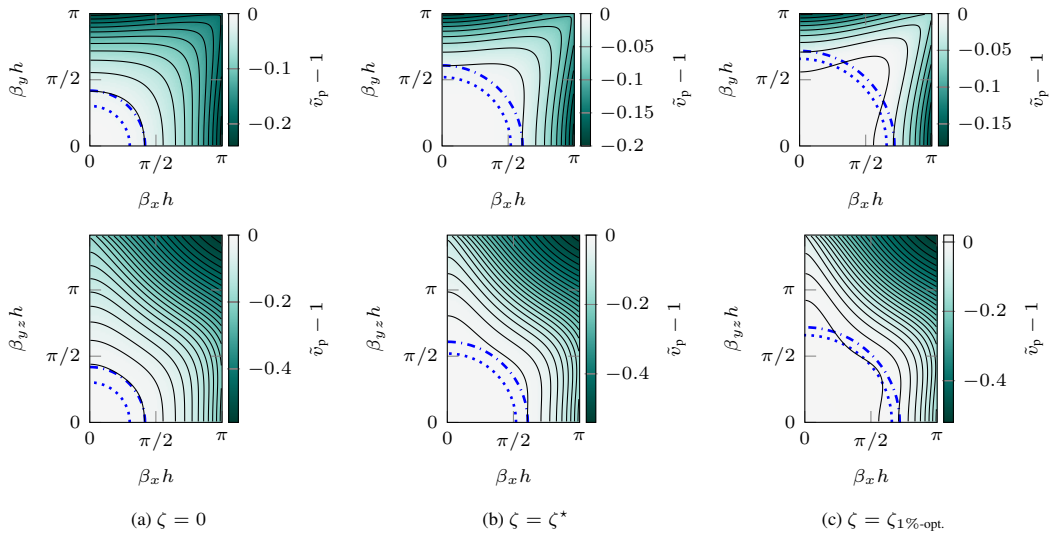 π
π/2
0
β_y h
0
π/2
π
β_x h
0
−0.1
−0.2
ṽ_p − 1
π
π/2
0
β_y h
0
π/2
π
β_x h
0
−0.05
−0.1
−0.15
−0.2
ṽ_p − 1
π
π/2
0
β_y h
0
π/2
π
β_x h
0
−0.05
−0.1
−0.15
ṽ_p − 1
π
π/2
0
β_yz h
0
π/2
π
β_x h
0
−0.2
−0.4
ṽ_p − 1
π
π/2
0
β_yz h
0
π/2
π
β_x h
0
−0.2
−0.4
ṽ_p − 1
π
π/2
0
β_yz h
0
π/2
π
β_x h
0
−0.2
−0.4
ṽ_p − 1
(a) ζ = 0
(b) ζ = ζ⋆
(c) ζ = ζ_1%-opt.